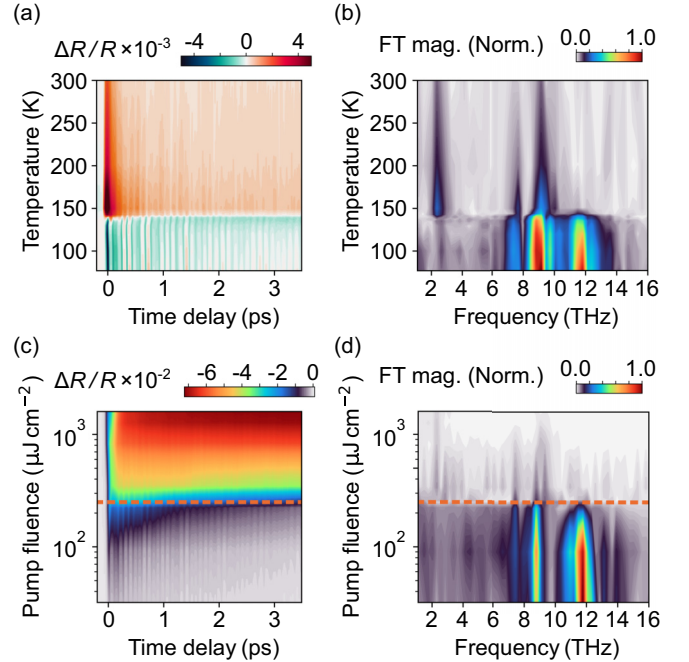 (a)
ΔR/R ×10⁻³
-4 0 4
Temperature (K)
300
250
200
150
100
0 1 2 3
Time delay (ps)
(b)
FT mag. (Norm.)
0.0 1.0
Temperature (K)
300
250
200
150
100
2 4 6 8 10 12 14 16
Frequency (THz)
(c)
ΔR/R ×10⁻²
-6 -4 -2 0
Pump fluence (μJ cm⁻²)
10³
10²
0 1 2 3
Time delay (ps)
(d)
FT mag. (Norm.)
0.0 1.0
Pump fluence (μJ cm⁻²)
10³
10²
2 4 6 8 10 12 14 16
Frequency (THz)